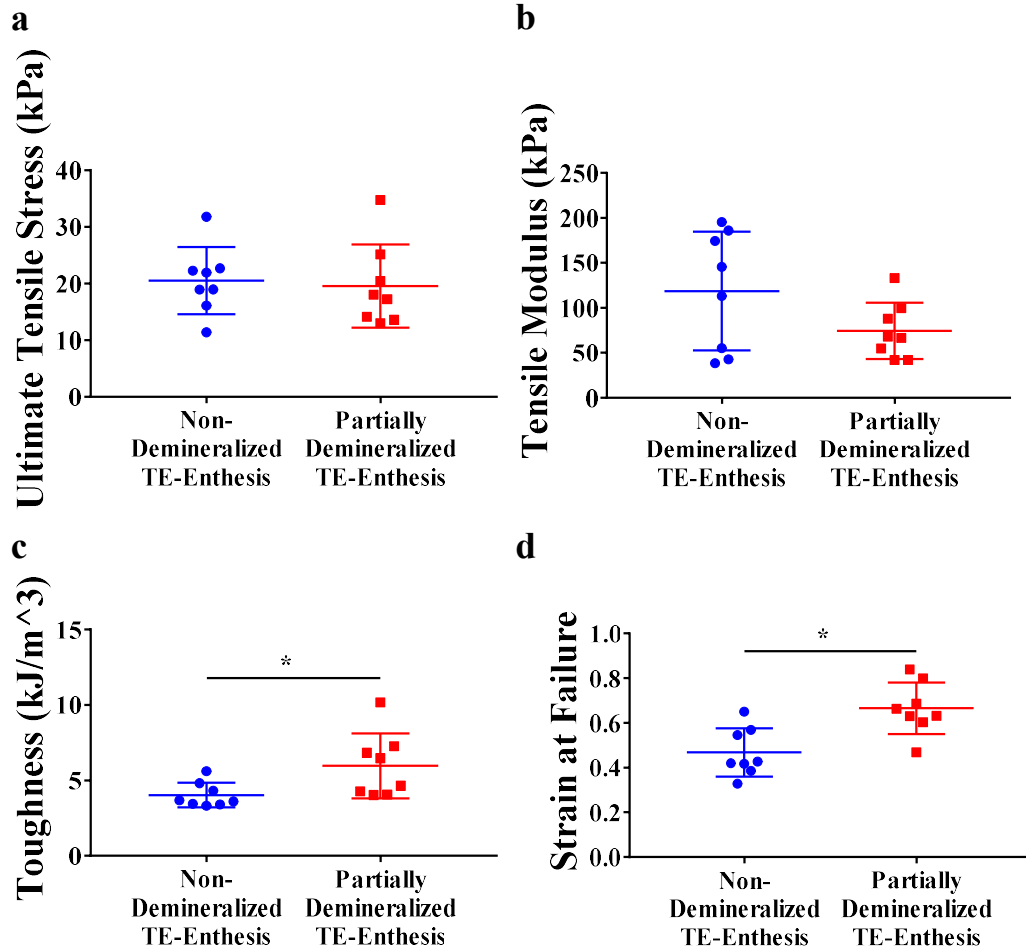 a
Ultimate Tensile Stress (kPa)
40
30
20
10
0
Non-
Demineralized
TE-Enthesis
Partially
Demineralized
TE-Enthesis
b
Tensile Modulus (kPa)
250
200
150
100
50
0
Non-
Demineralized
TE-Enthesis
Partially
Demineralized
TE-Enthesis
c
Toughness (kJ/m^3)
15
10
5
0
*
Non-
Demineralized
TE-Enthesis
Partially
Demineralized
TE-Enthesis
d
Strain at Failure
1.0
0.8
0.6
0.4
0.2
0.0
*
Non-
Demineralized
TE-Enthesis
Partially
Demineralized
TE-Enthesis